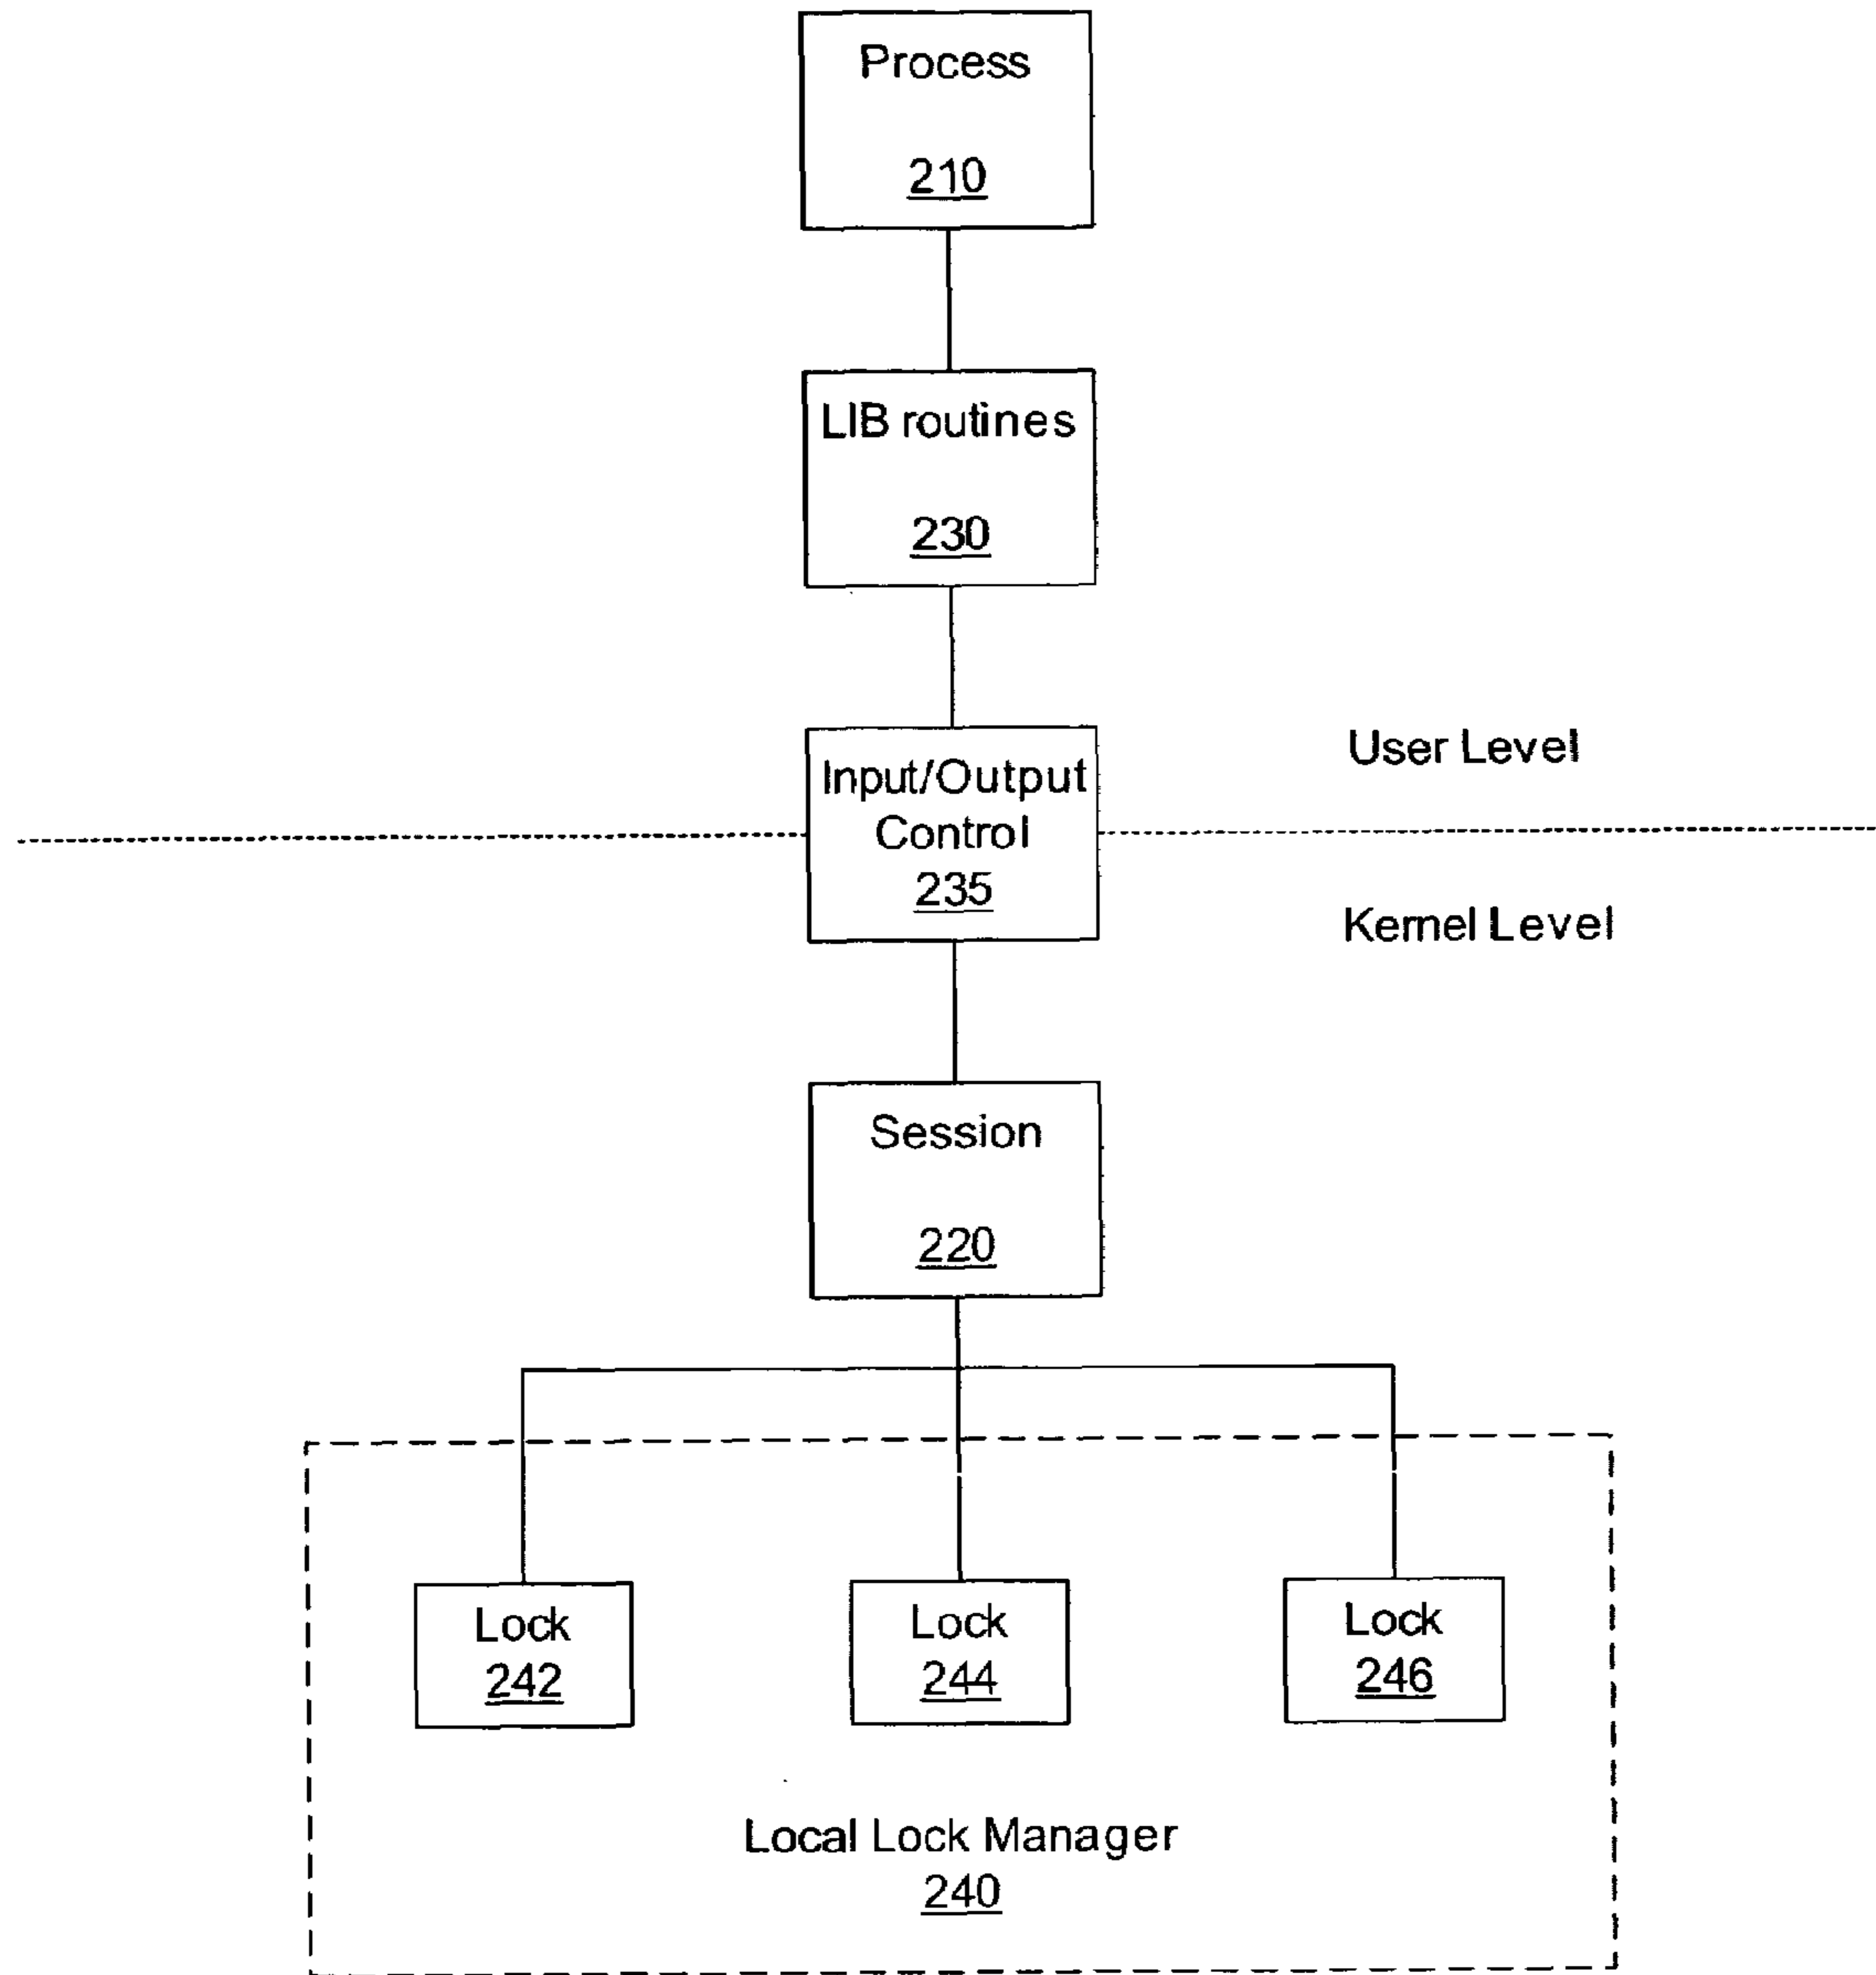 Process
210
LIB routines
230
User Level
Input/Output
Control
235
Kernel Level
Session
220
Lock
242
Lock
244
Lock
246
Local Lock Manager
240